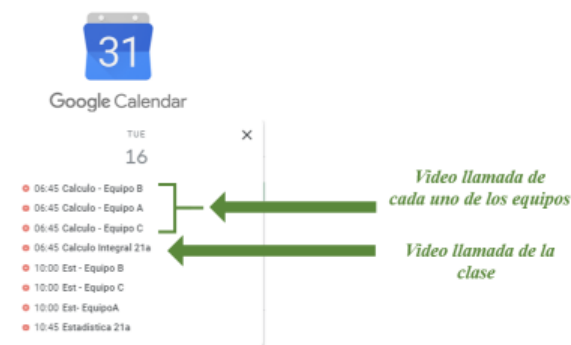 31
Google Calendar
TUE
16
06:45 Calculo - Equipo B
06:45 Calculo - Equipo A
06:45 Calculo - Equipo C
06:45 Calculo Integral 21a
10:00 Est - Equipo B
10:00 Est - Equipo C
10:00 Est- EquipoA
10:45 Estadistica 21a
Video llamada de
cada uno de los equipos
Video llamada de la
clase